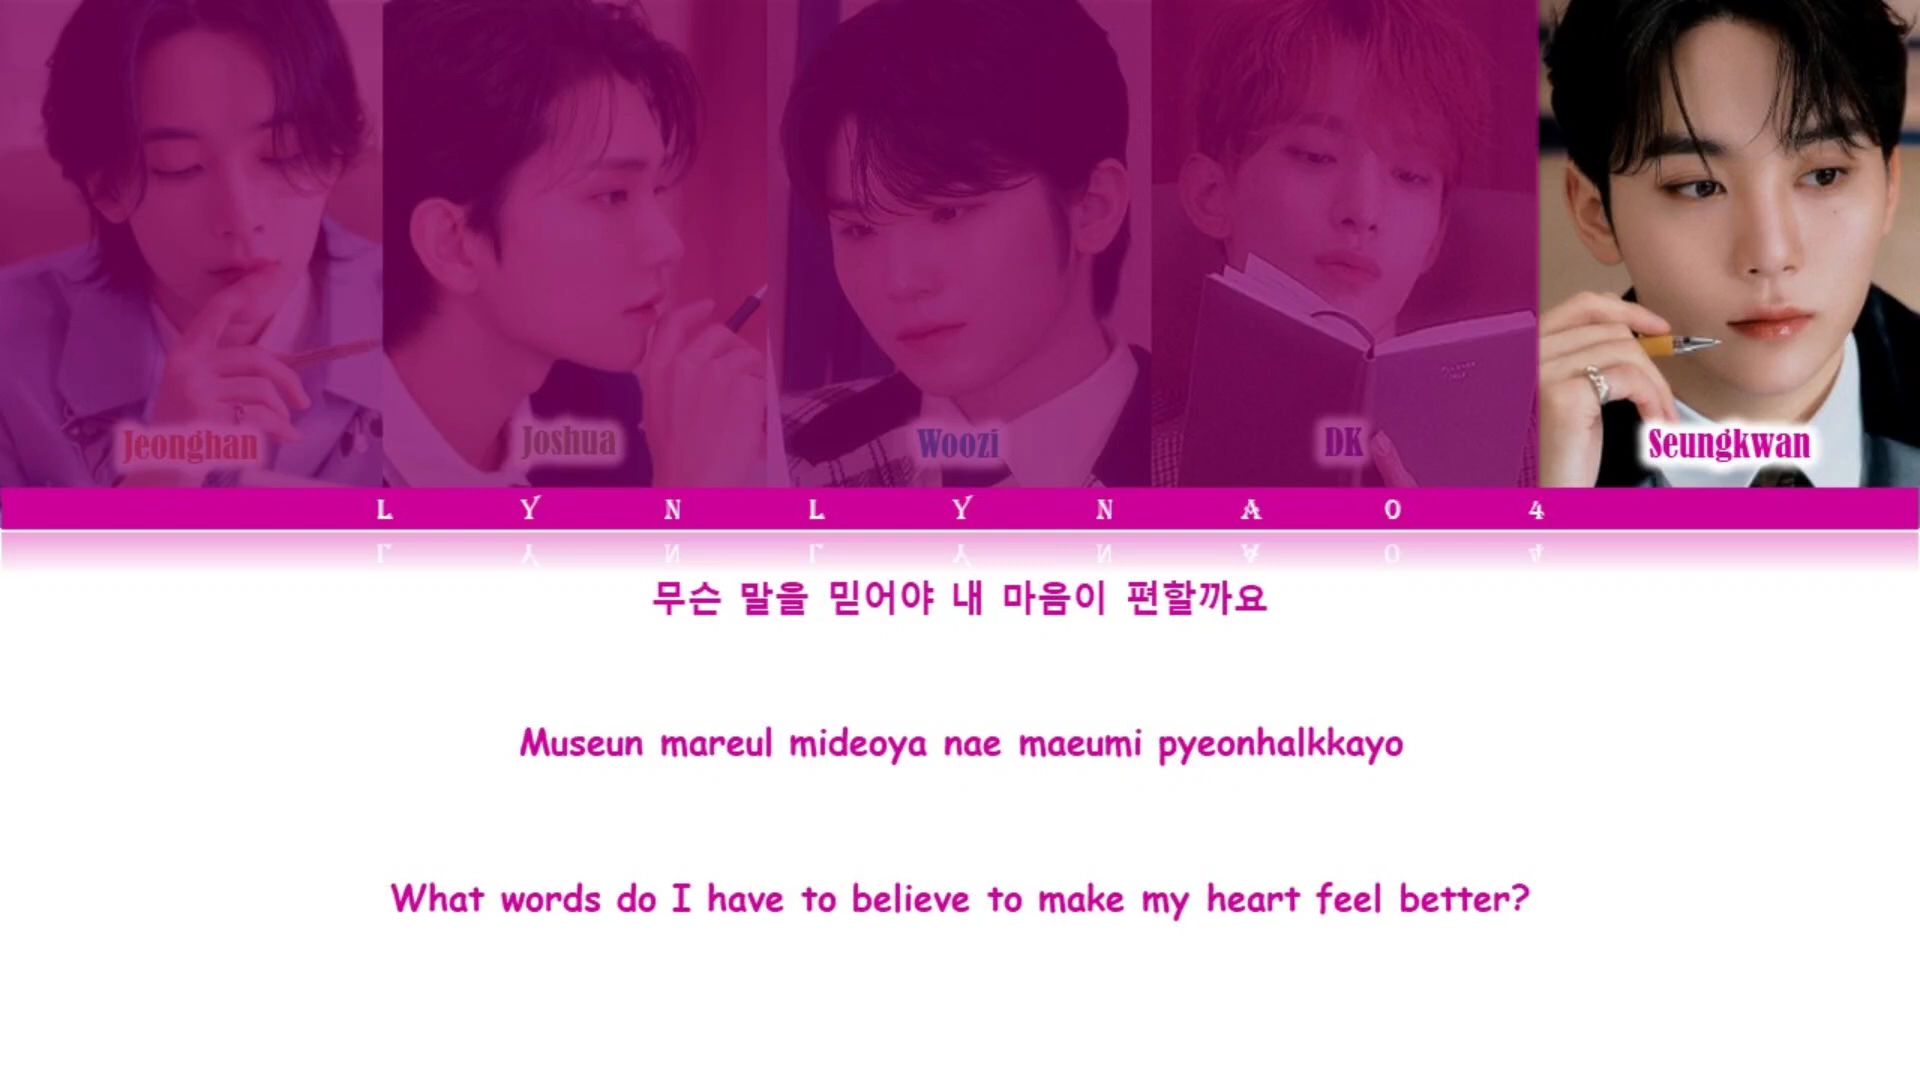 Jeonghan Joshua Woozi DK Seungkwan
L Y N L Y N A 0 4
무슨 말을 믿어야 내 마음이 편할까요
Museun mareul mideoya nae maeumi pyeonhalkkayo
What words do I have to believe to make my heart feel better?